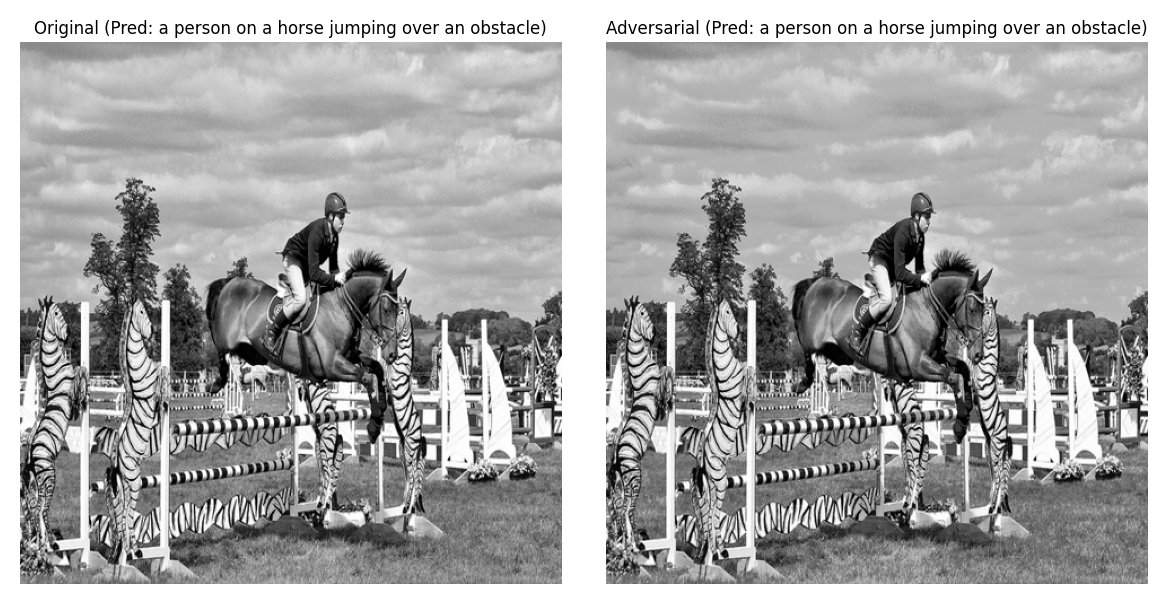 Original (Pred: a person on a horse jumping over an obstacle)
Adversarial (Pred: a person on a horse jumping over an obstacle)